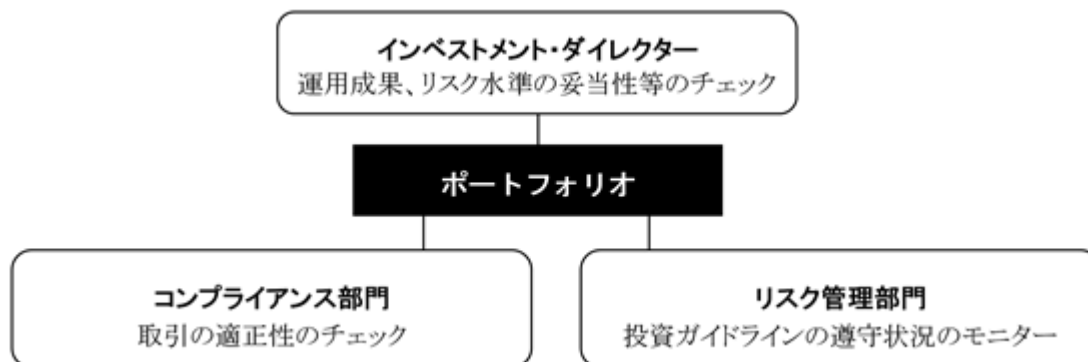 インベストメント・ダイレクター
運用成果、リスク水準の妥当性等のチェック
ポートフォリオ
コンプライアンス部門
取引の適正性のチェック
リスク管理部門
投資ガイドラインの遵守状況のモニター